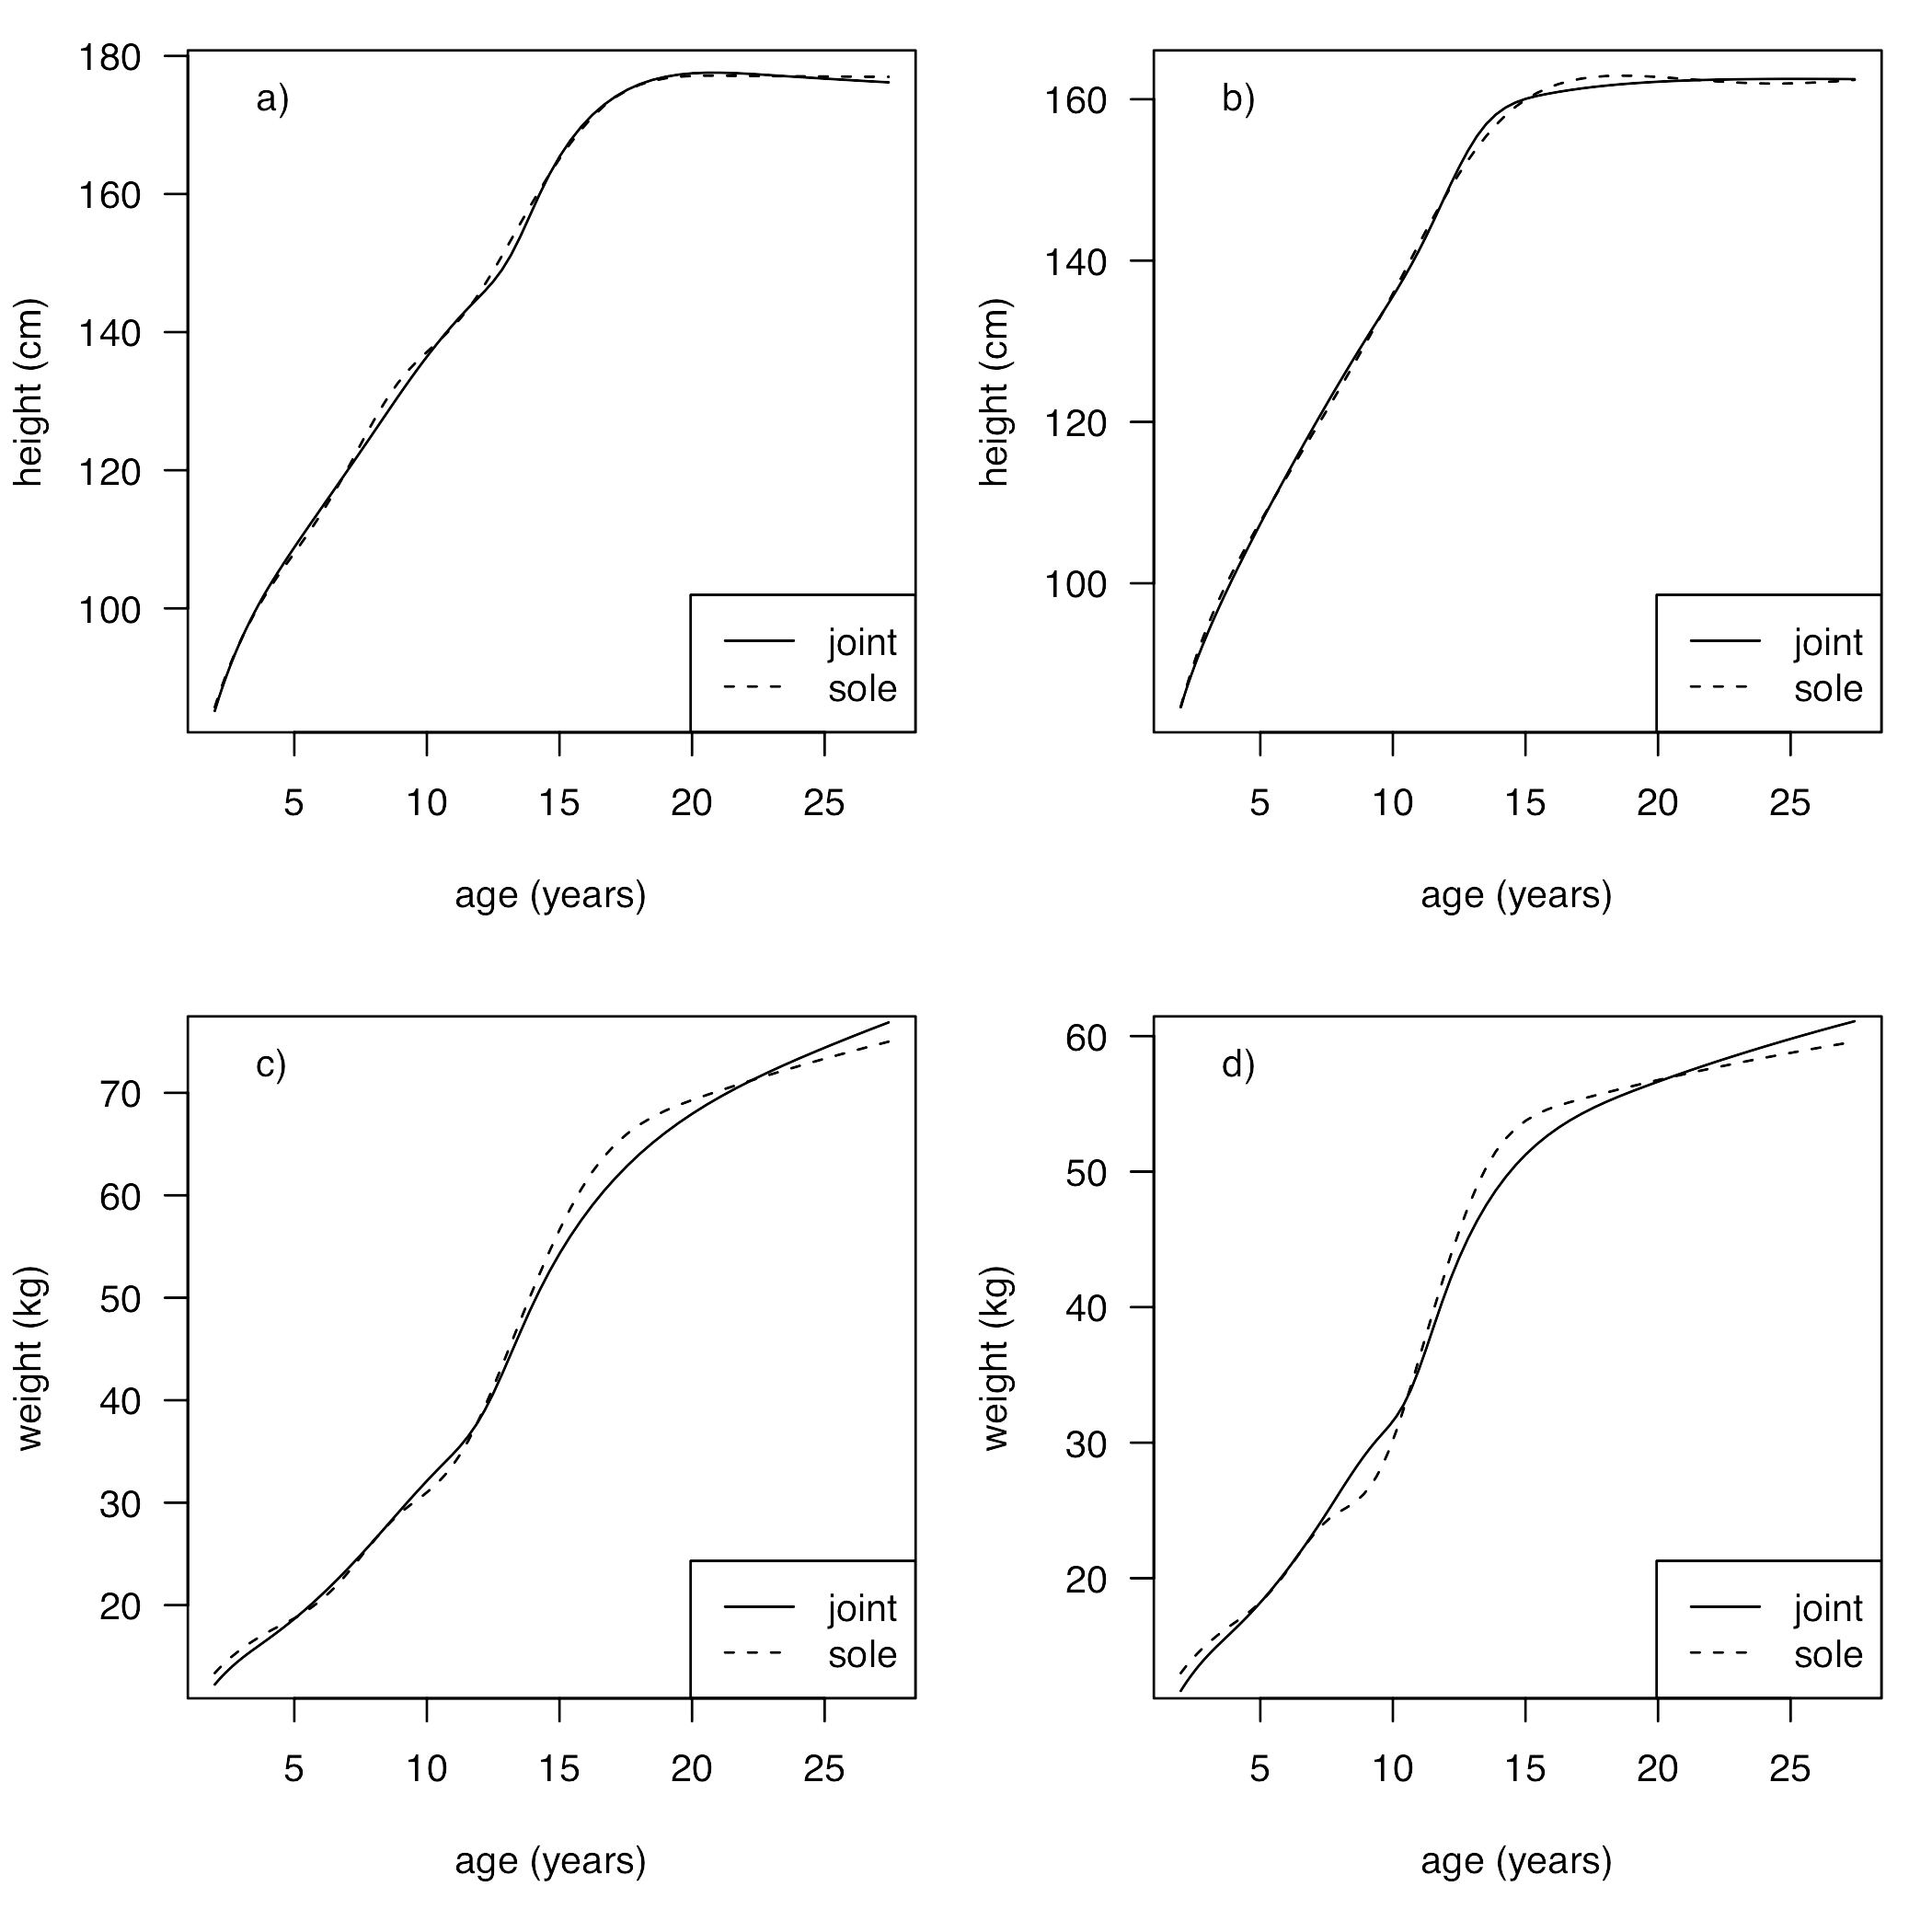 a)
height (cm)
180
160
140
120
100
joint
sole
5 10 15 20 25
age (years)
b)
height (cm)
160
140
120
100
joint
sole
5 10 15 20 25
age (years)
c)
weight (kg)
70
60
50
40
30
20
joint
sole
5 10 15 20 25
age (years)
d)
weight (kg)
60
50
40
30
20
joint
sole
5 10 15 20 25
age (years)